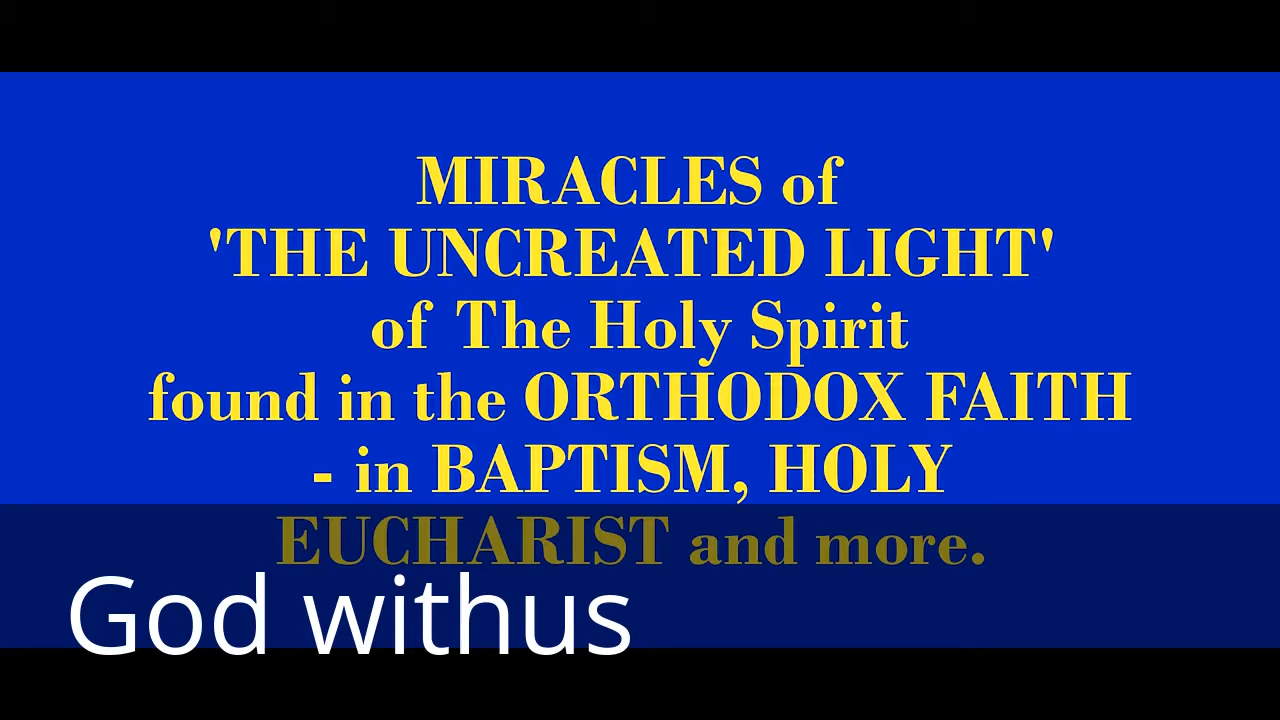 MIRACLES of
'THE UNCREATED LIGHT'
of The Holy Spirit
found in the ORTHODOX FAITH
- in BAPTISM, HOLY
EUCHARIST and more.
God withus